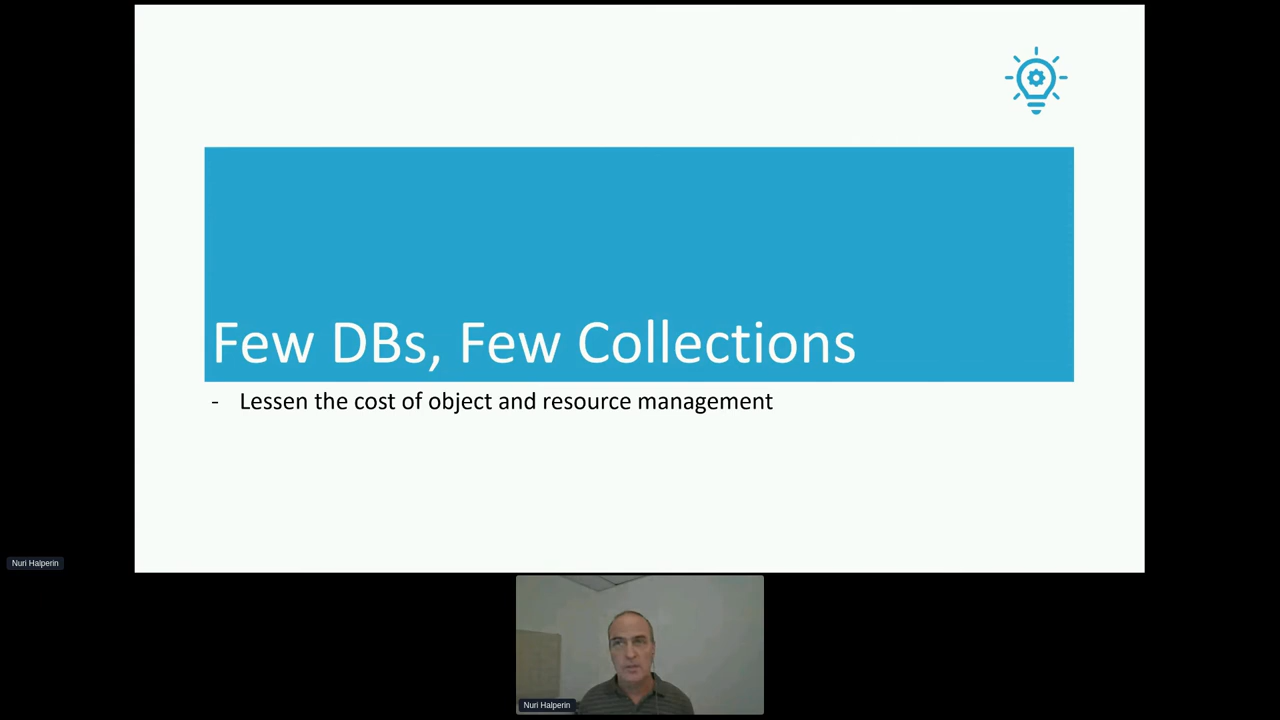 Few DBs, Few Collections
- Lessen the cost of object and resource management
Nuri Halperin
Nuri Halperin